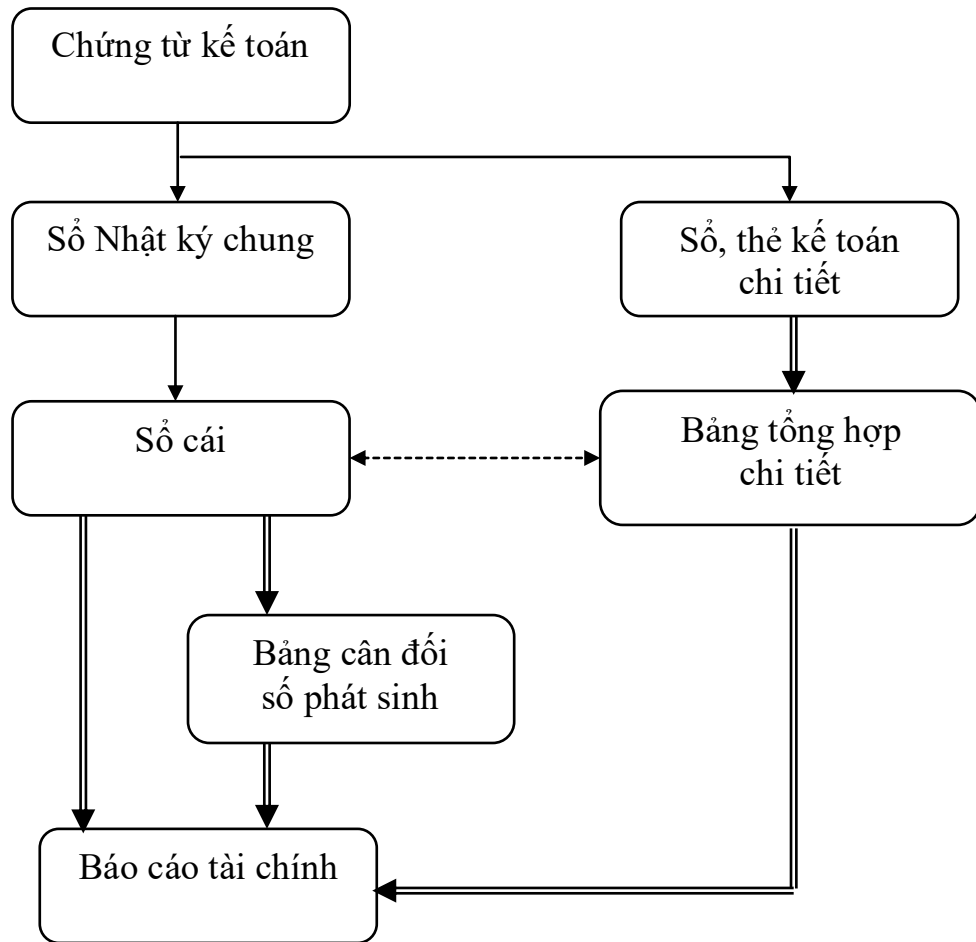 Chứng từ kế toán
Sổ Nhật ký chung
Sổ, thẻ kế toán
chi tiết
Sổ cái
Bảng tổng hợp
chi tiết
Bảng cân đối
số phát sinh
Báo cáo tài chính